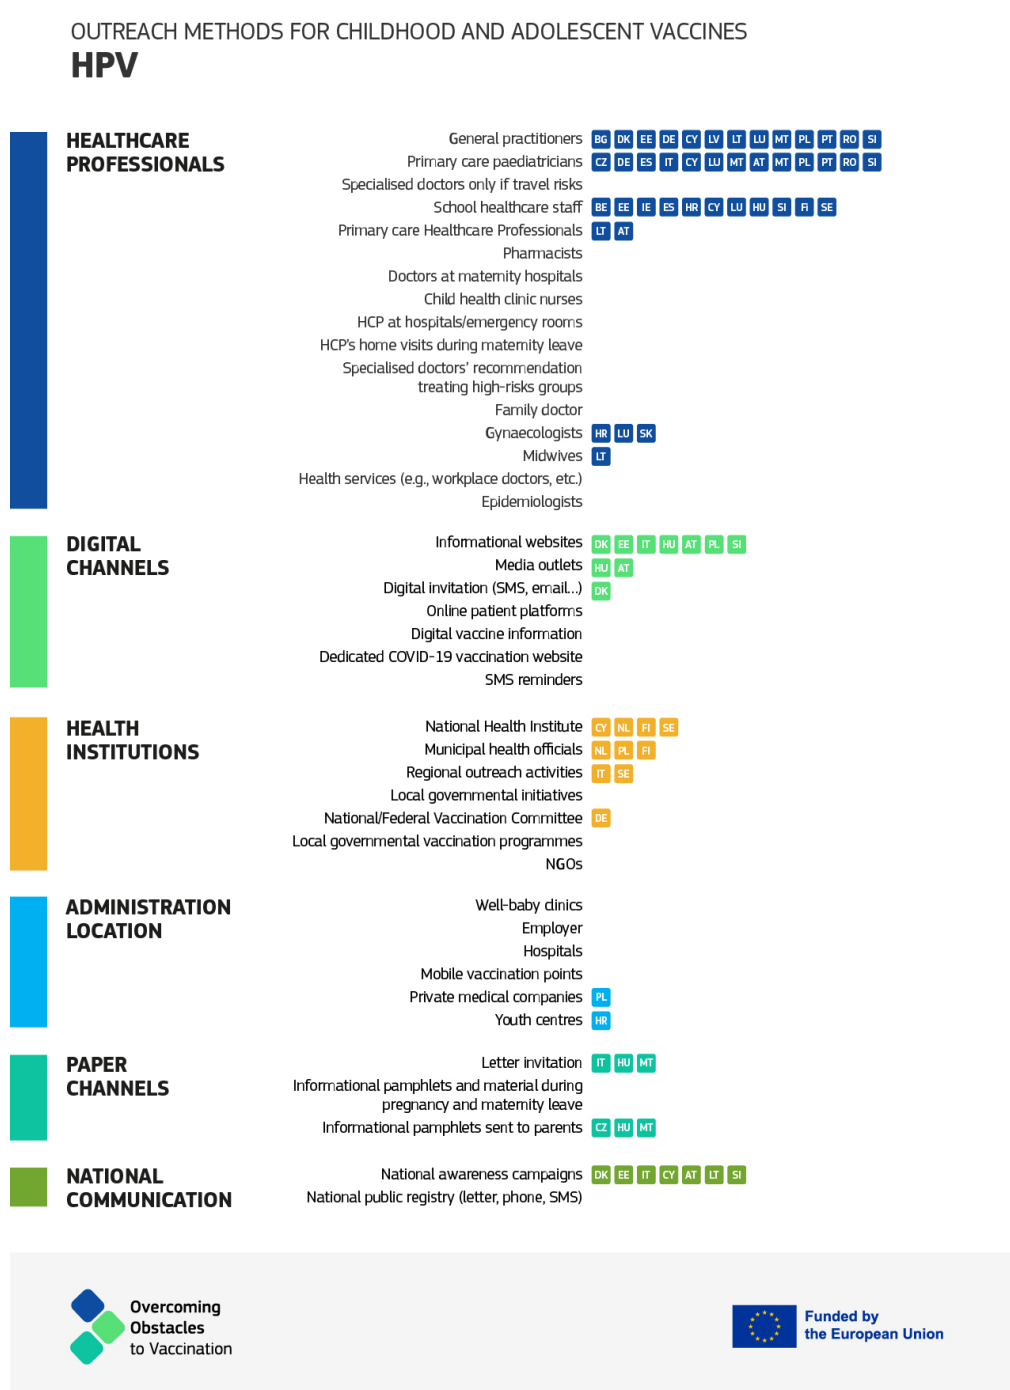 OUTREACH METHODS FOR CHILDHOOD AND ADOLESCENT VACCINES
HPV
HEALTHCARE
PROFESSIONALS
General practitioners BG DK EE DE CY LV LT LU MT PL PT RO SI
Primary care paediatricians CZ DE ES IT CY LU MT AT MT PL PT RO SI
Specialised doctors only if travel risks
School healthcare staff BE EE IE ES HR CY LU HU SI Fi SE
Primary care Healthcare Professionals LT AT
Pharmacists
Doctors at maternity hospitals
Child health clinic nurses
HCP at hospitals/emergency rooms
HCP's home visits during maternity leave
Specialised doctors' recommendation
treating high-risks groups
Family doctor
Gynaecologists HR LU SK
Midwives LT
Health services (e.g., workplace doctors, etc.)
Epidemiologists
DIGITAL
CHANNELS
Informational websites DK EE IT HU AT PL SI
Media outlets HU AT
Digital invitation (SMS, email...) DK
Online patient platforms
Digital vaccine information
Dedicated COVID-19 vaccination website
SMS reminders
HEALTH
INSTITUTIONS
National Health Institute CY NL FI SE
Municipal health officials NL PL FI
Regional outreach activities IT SE
Local governmental initiatives
National/Federal Vaccination Committee DE
Local governmental vaccination programmes
NGOs
ADMINISTRATION
LOCATION
Well-baby clinics
Employer
Hospitals
Mobile vaccination points
Private medical companies PL
Youth centres HR
PAPER
CHANNELS
Letter invitation IT HU MT
Informational pamphlets and material during
pregnancy and maternity leave
Informational pamphlets sent to parents CZ HU MT
NATIONAL
COMMUNICATION
National awareness campaigns DK EE IT CY AT LT SI
National public registry (letter, phone, SMS)
Overcoming
Obstacles
to Vaccination
Funded by
the European Union